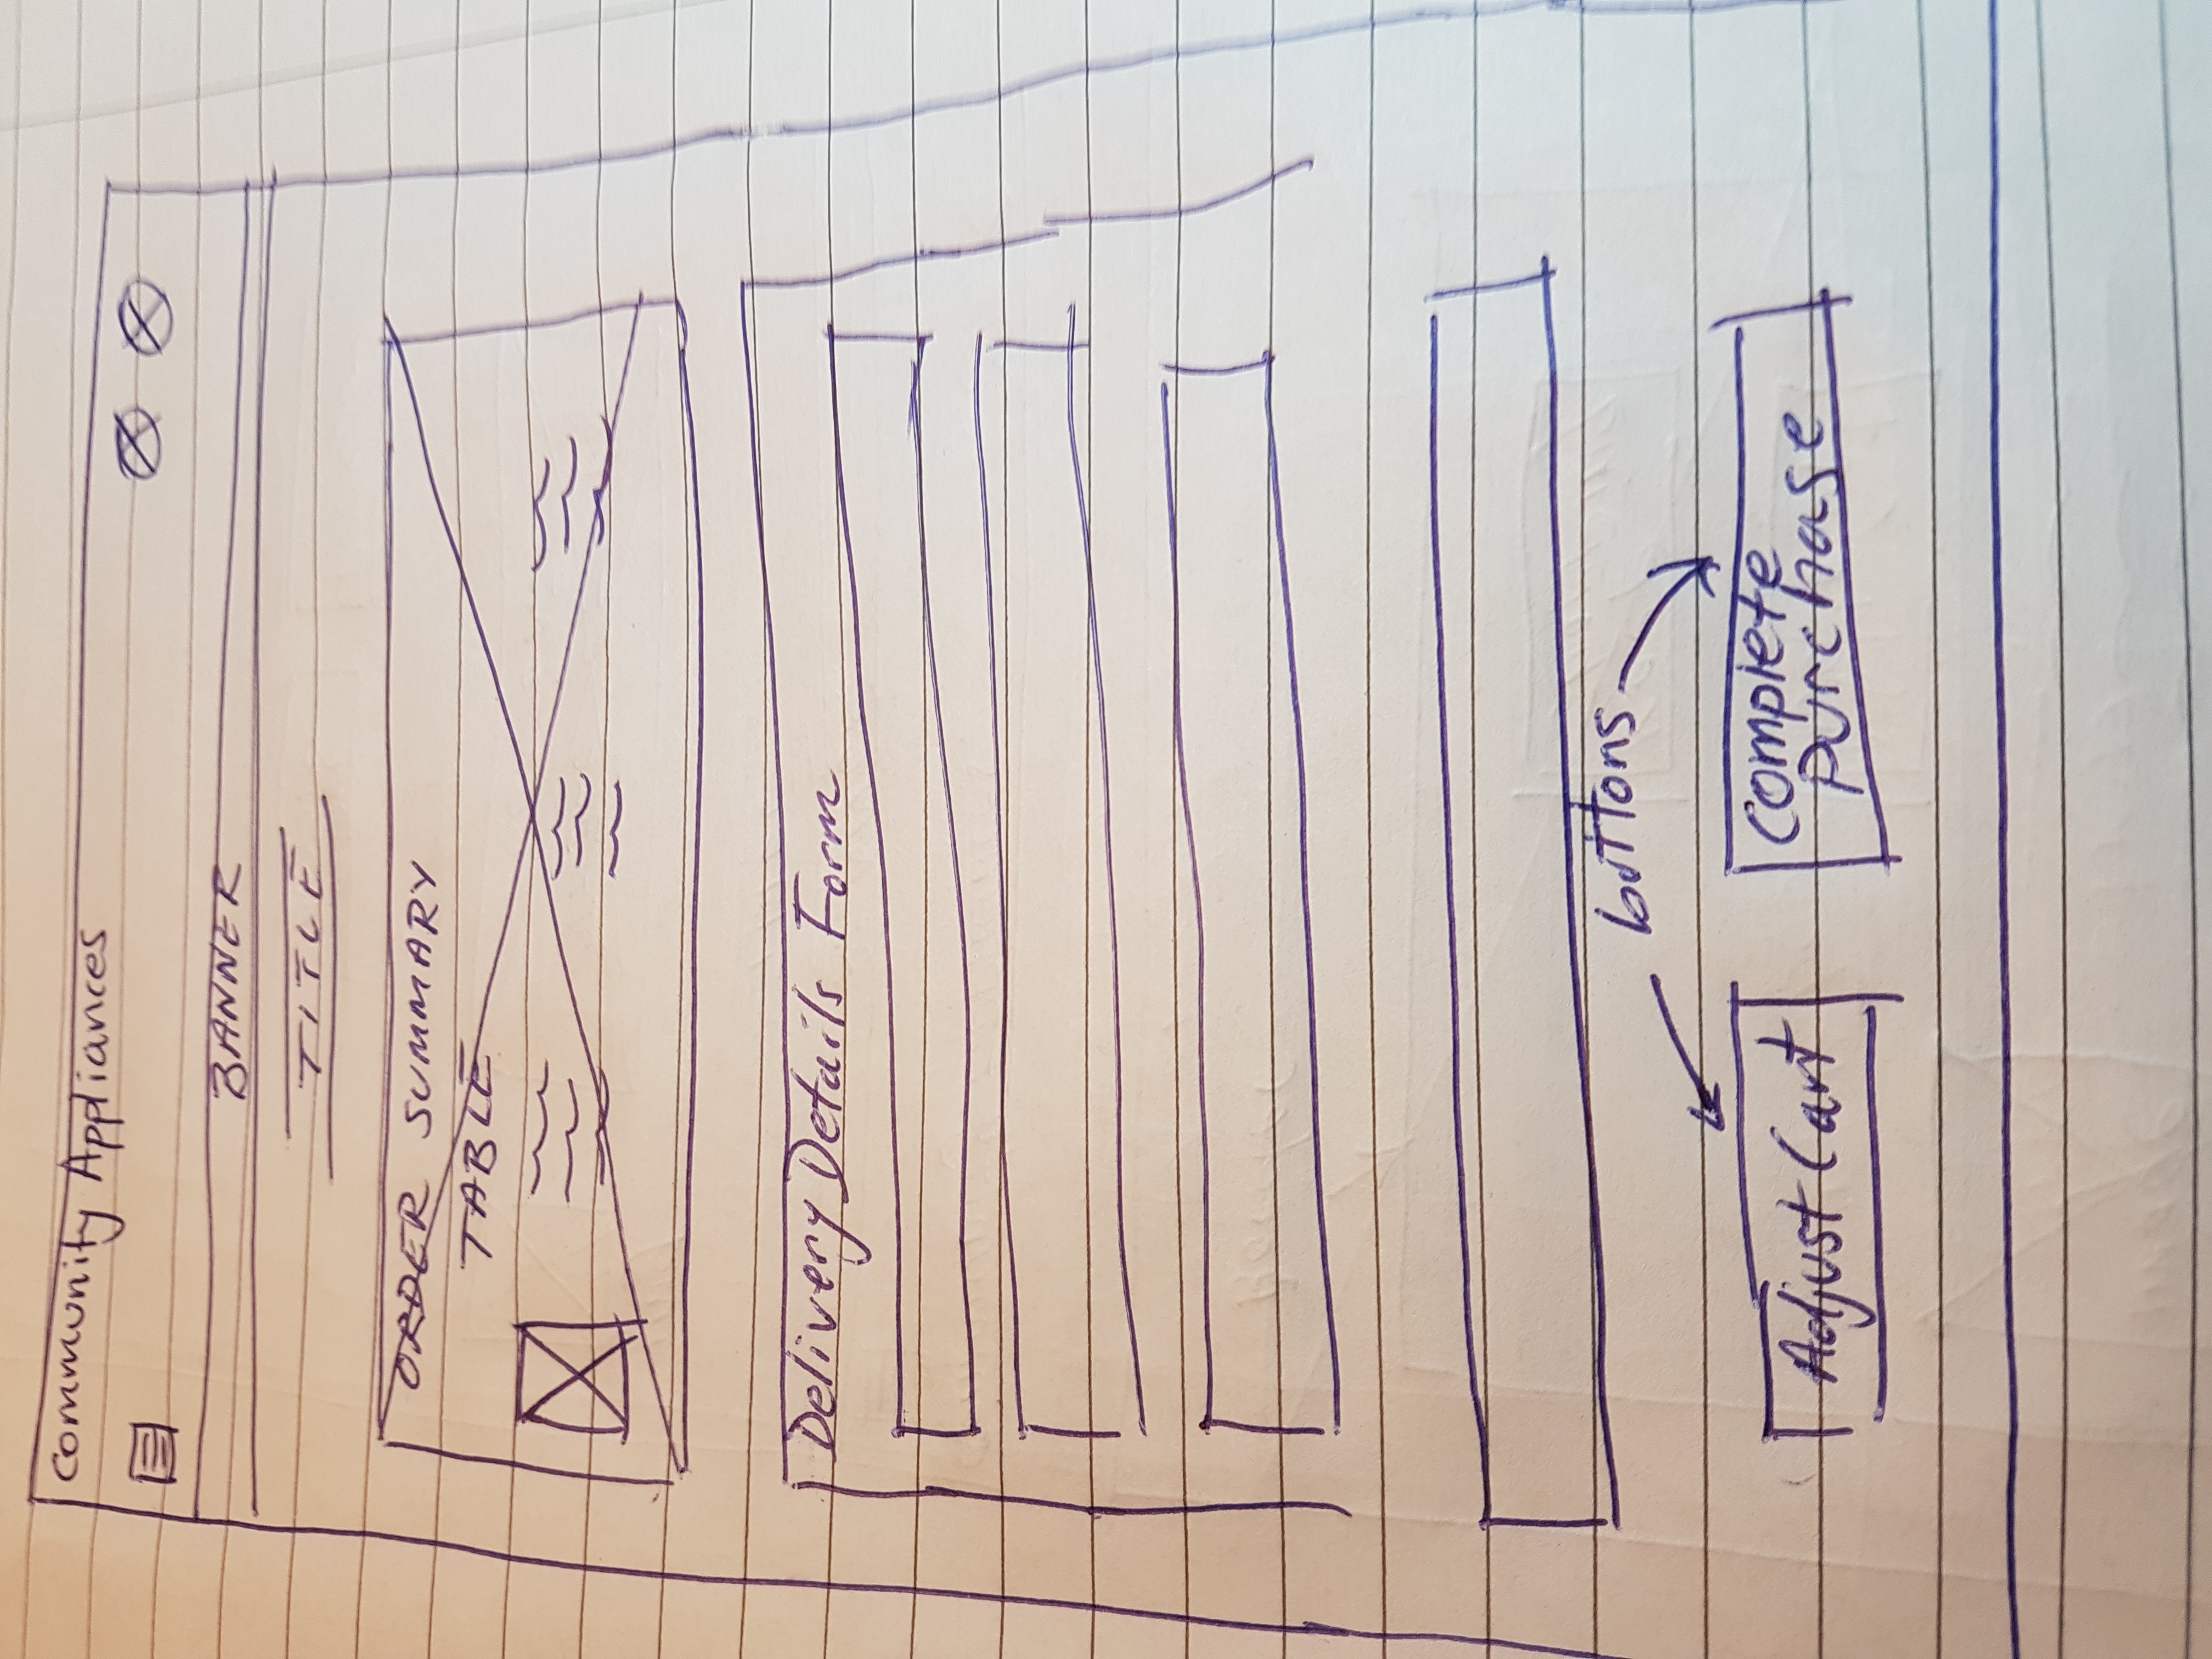 Community Appliances
BANNER
TITLE
ORDER SUMMARY
TABLE
Delivery Details Form
buttons
Adjust Cart
Complete
Purchase